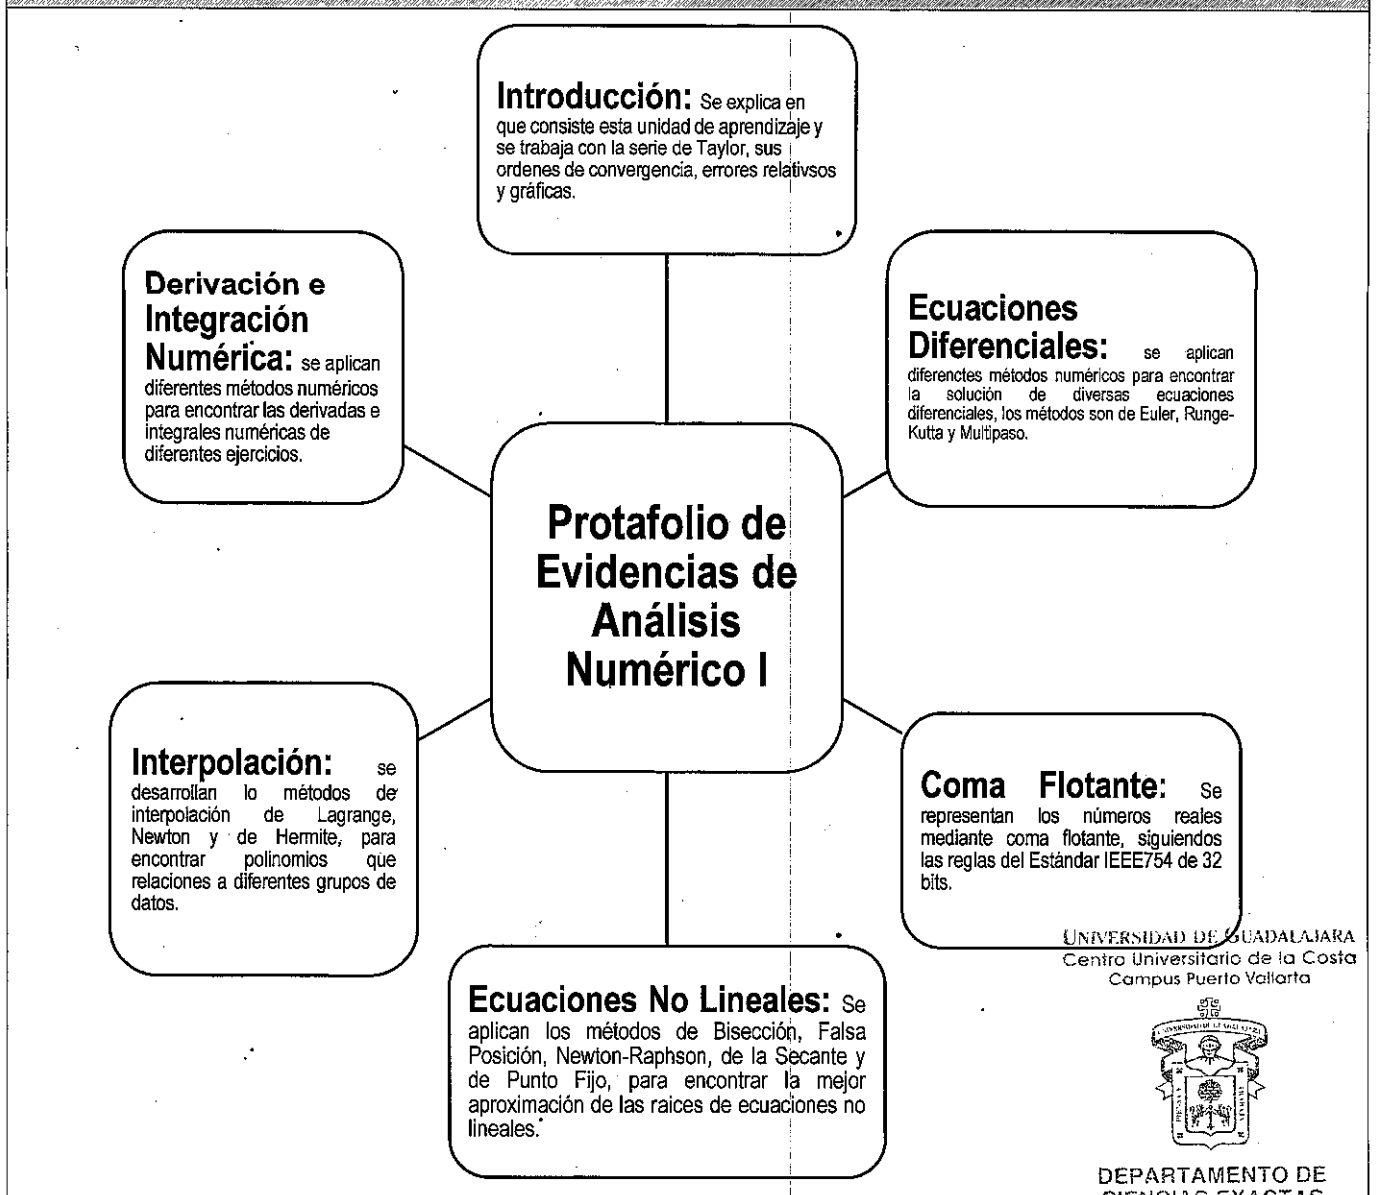 Introducción: Se explica en
que consiste esta unidad de aprendizaje y
se trabaja con la serie de Taylor, sus
ordenes de convergencia, errores relativsos
y gráficas.
Derivación e
Integración
Numérica: se aplican
diferentes métodos numéricos
para encontrar las derivadas e
integrales numéricas de
diferentes ejercicios.
Ecuaciones
Diferenciales: se aplican
diferenctes métodos numéricos para encontrar
la solución de diversas ecuaciones
diferenciales, los métodos son de Euler, Runge-
Kutta y Multipaso.
Protafolio de
Evidencias de
Análisis
Numérico I
Interpolación: se
desarrollan lo métodos de
interpolación de Lagrange,
Newton y de Hermite, para
encontrar polinomios que
relaciones a diferentes grupos de
datos.
Coma Flotante: Se
representan los números reales
mediante coma flotante, siguiendos
las reglas del Estándar IEEE754 de 32
bits.
Ecuaciones No Lineales: Se
aplican los métodos de Bisección, Falsa
Posición, Newton-Raphson, de la Secante y
de Punto Fijo, para encontrar la mejor
aproximación de las raices de ecuaciones no
lineales.
UNIVERSIDAD DE GUADALAJARA
Centro Universitario de la Costa
Campus Puerto Vallarta
DEPARTAMENTO DE
CIENCIAS EXACTAS